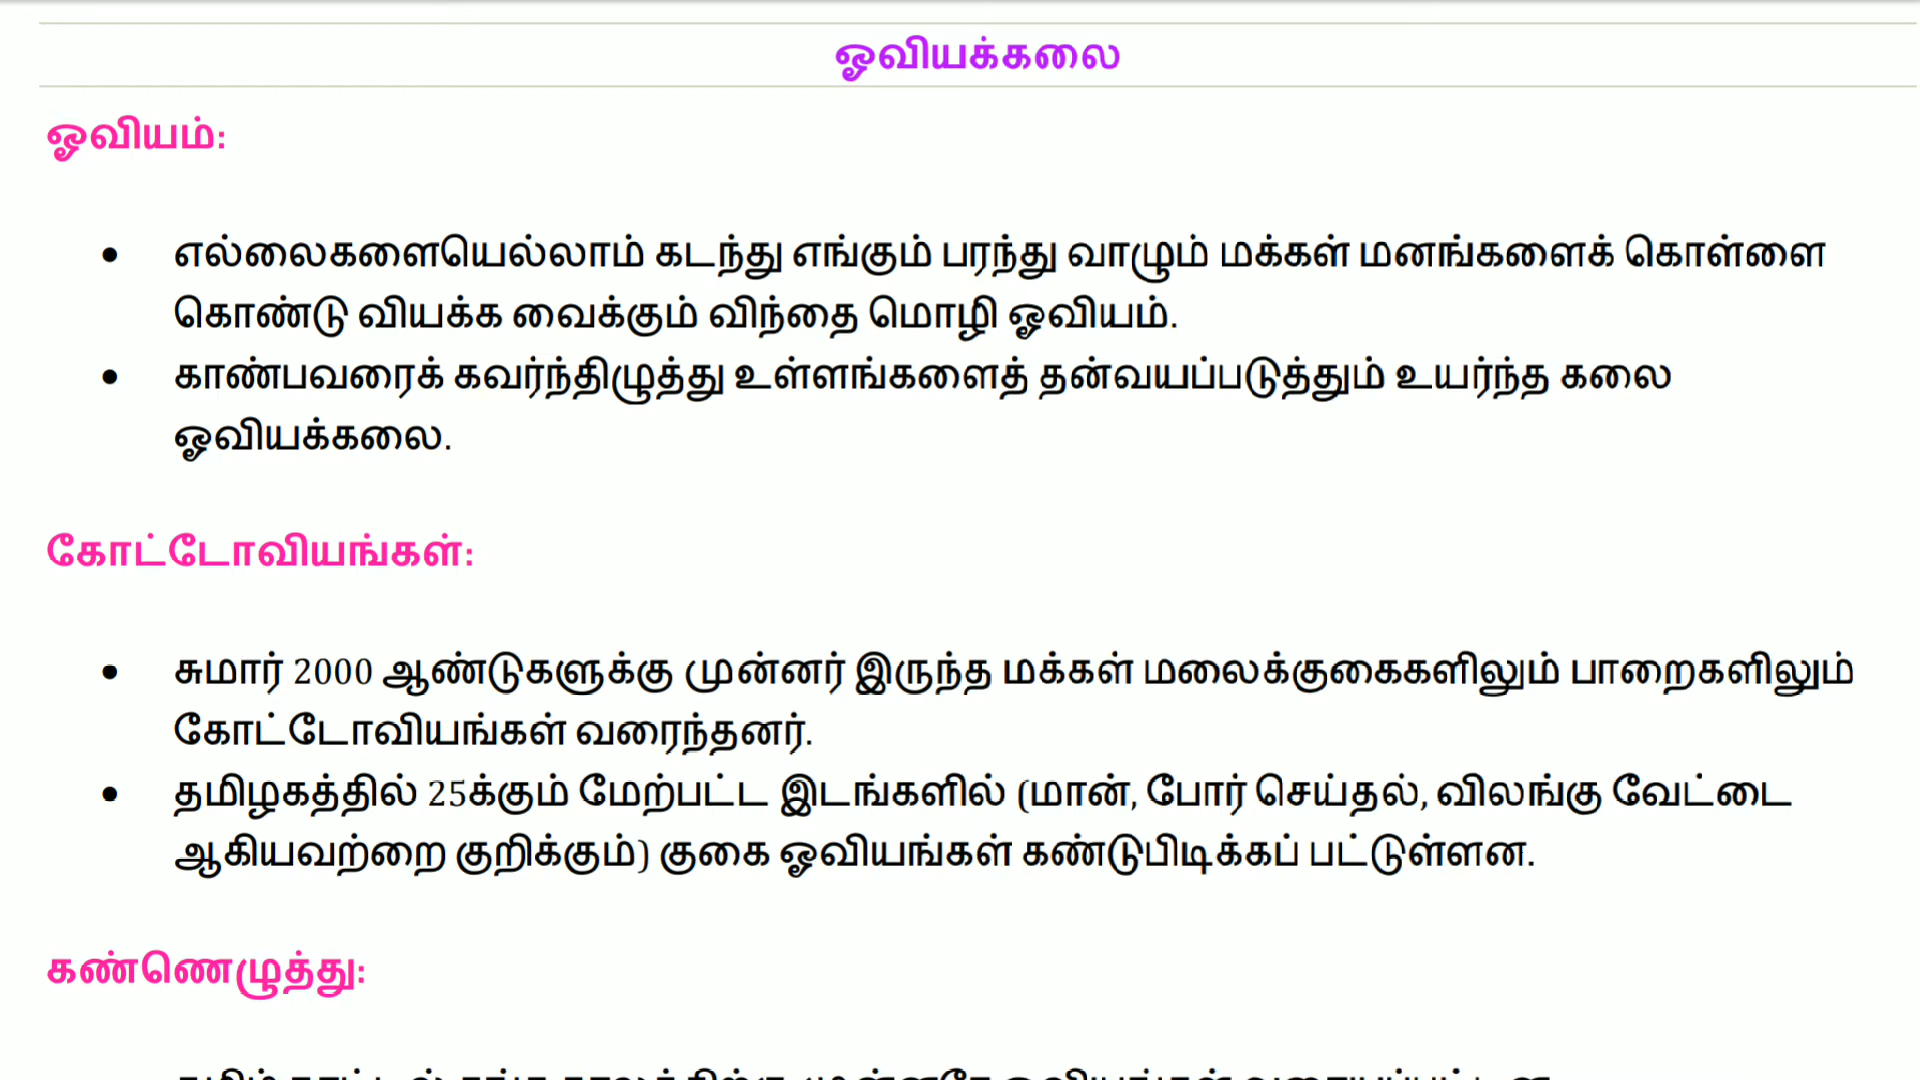 ஓவியக்கலை
ஓவியம்:
• எல்லைகளையெல்லாம் கடந்து எங்கும் பரந்து வாழும் மக்கள் மனங்களைக் கொள்ளை
கொண்டு வியக்க வைக்கும் விந்தை மொழி ஓவியம்.
• காண்பவரைக் கவர்ந்திழுத்து உள்ளங்களைத் தன்வயப்படுத்தும் உயர்ந்த கலை
ஓவியக்கலை.
கோட்டோவியங்கள்:
• சுமார் 2000 ஆண்டுகளுக்கு முன்னர் இருந்த மக்கள் மலைக்குகைகளிலும் பாறைகளிலும்
கோட்டோவியங்கள் வரைந்தனர்.
• தமிழகத்தில் 25க்கும் மேற்பட்ட இடங்களில் (மான், போர் செய்தல், விலங்கு வேட்டை
ஆகியவற்றை குறிக்கும்) குகை ஓவியங்கள் கண்டுபிடிக்கப் பட்டுள்ளன.
கண்ணெழுத்து: